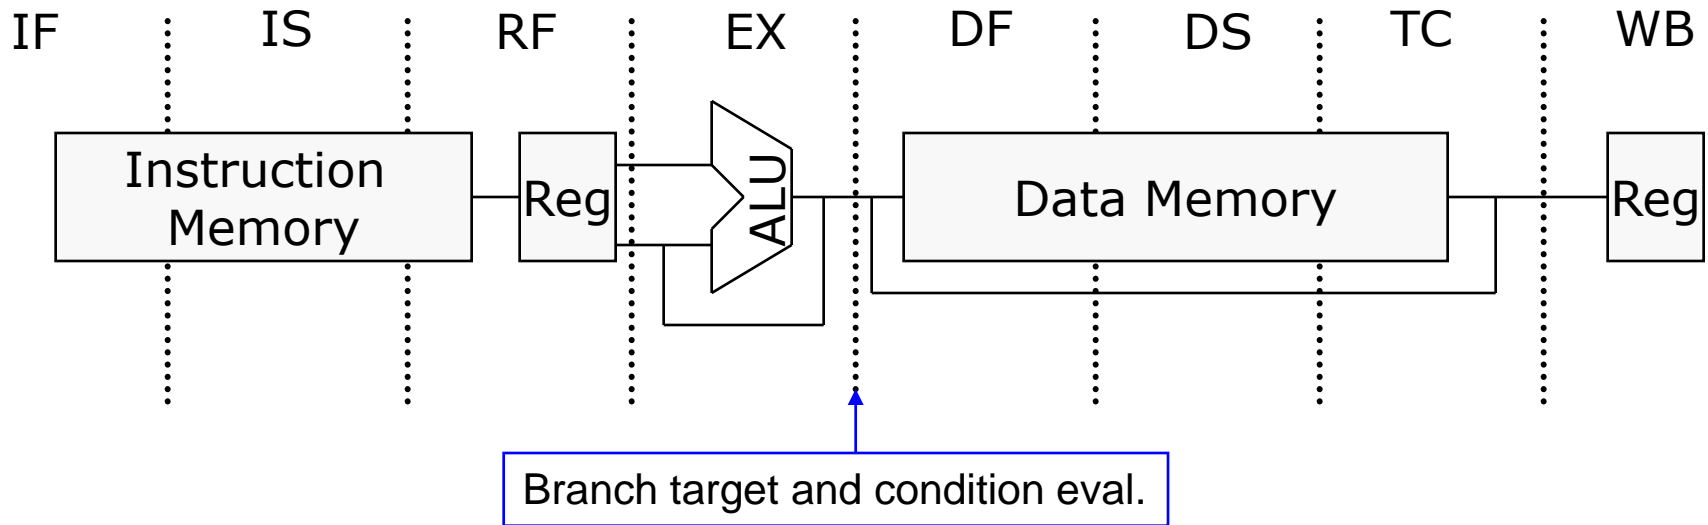 IF IS RF EX DF DS TC WB
Instruction
Memory
Reg
ALU
Data Memory
Reg
Branch target and condition eval.